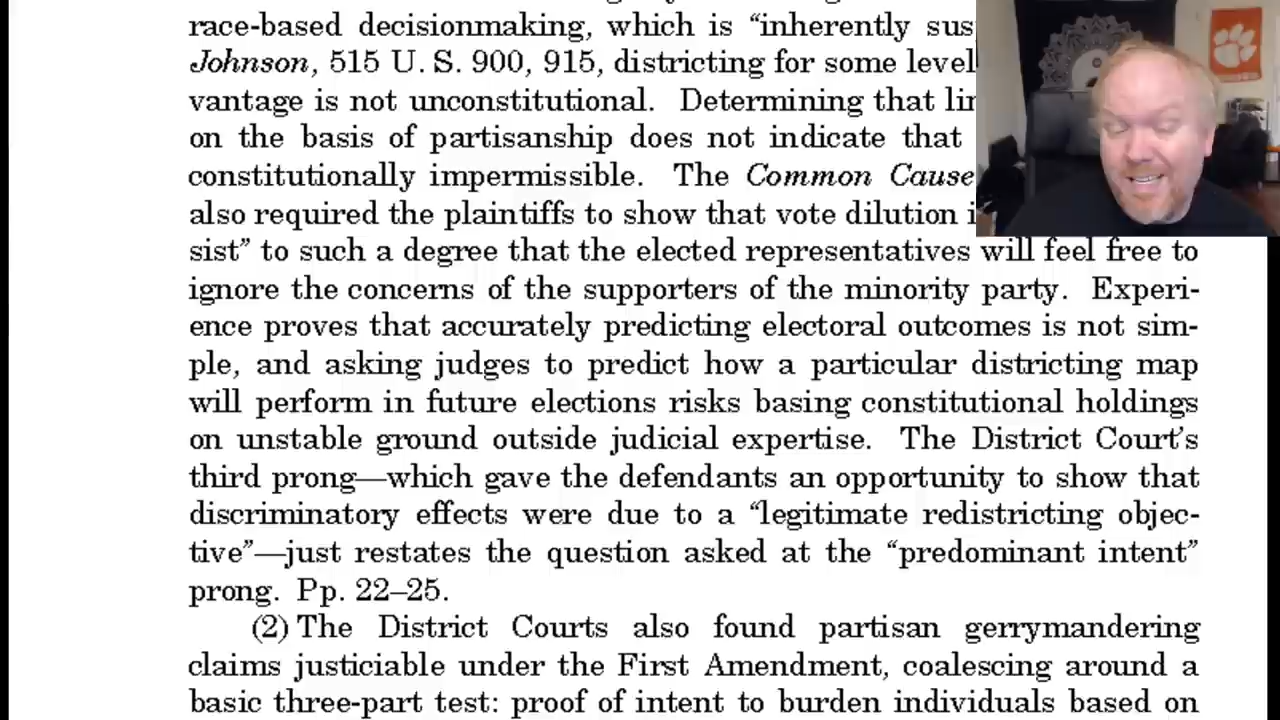 race-based decisionmaking, which is “inherently
Johnson, 515 U. S. 900, 915, districting for some level
vantage is not unconstitutional. Determining that
on the basis of partisanship does not indicate that
constitutionally impermissible. The Common Cause
also required the plaintiffs to show that vote dilution
sist” to such a degree that the elected representatives will feel free to
ignore the concerns of the supporters of the minority party. Experi-
ence proves that accurately predicting electoral outcomes is not sim-
ple, and asking judges to predict how a particular districting map
will perform in future elections risks basing constitutional holdings
on unstable ground outside judicial expertise. The District Court’s
third prong—which gave the defendants an opportunity to show that
discriminatory effects were due to a “legitimate redistricting objec-
tive”—just restates the question asked at the “predominant intent”
prong. Pp. 22–25.
(2) The District Courts also found partisan gerrymandering
claims justiciable under the First Amendment, coalescing around a
basic three-part test: proof of intent to burden individuals based on